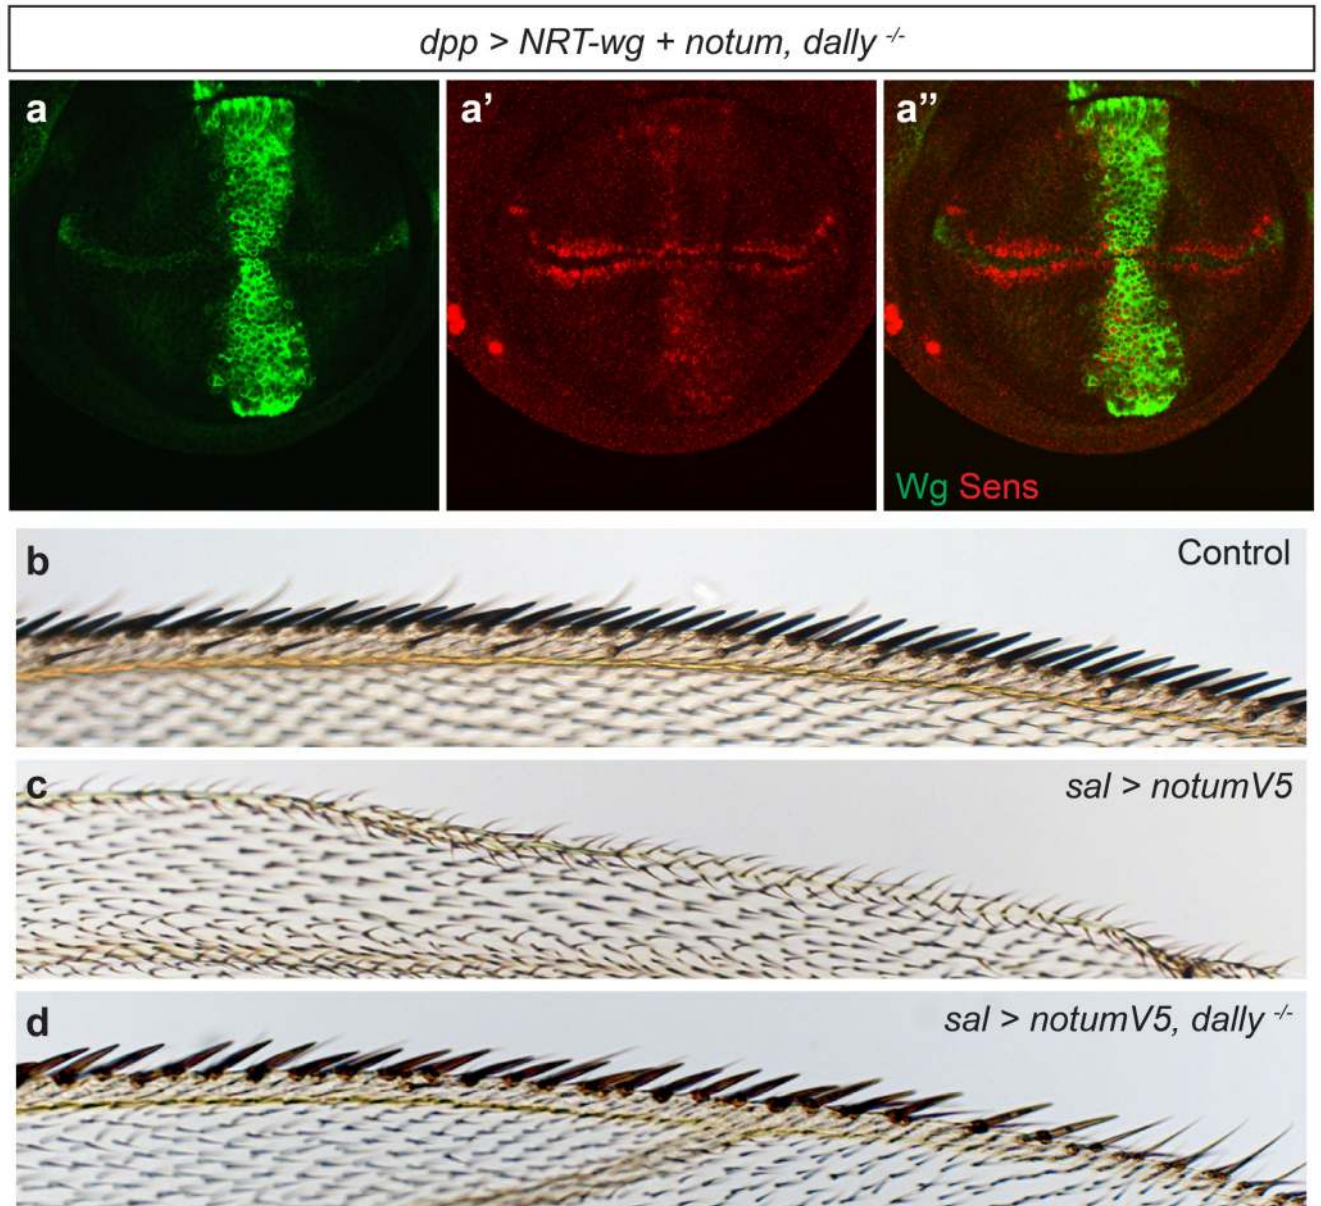 dpp > NRT-wg + notum, dally -/-
a
a’
a”
Wg Sens
b
Control
c
sal > notumV5
d
sal > notumV5, dally -/-